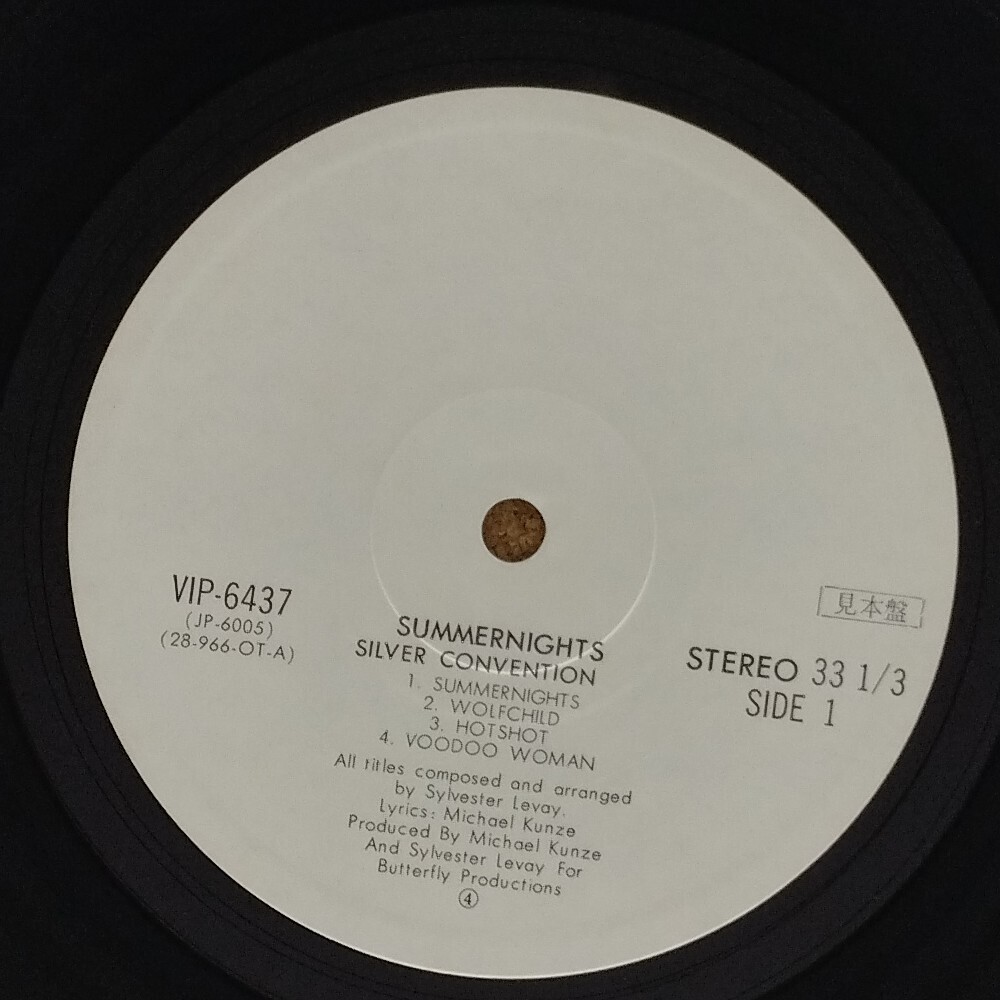 VIP-6437
(JP-6005)
(28-966-OT-A)
見本盤
STEREO 33 1/3
SIDE 1
SUMMERNIGHTS
SILVER CONVENTION
1. SUMMERNIGHTS
2. WOLFCHILD
3. HOTSHOT
4. VOODOO WOMAN
All titles composed and arranged
by Sylvester Levay.
Lyrics: Michael Kunze
Produced By Michael Kunze
And Sylvester Levay For
Butterfly Productions
④